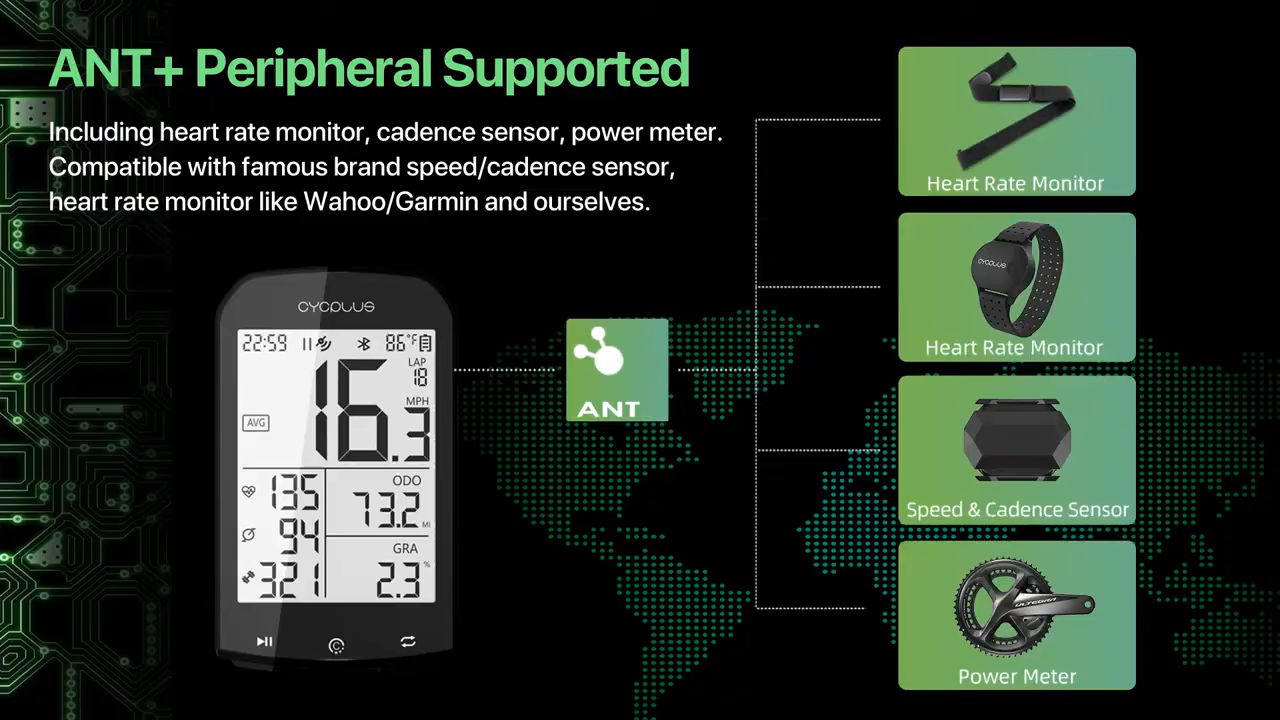 ANT+ Peripheral Supported
Including heart rate monitor, cadence sensor, power meter.
Compatible with famous brand speed/cadence sensor,
heart rate monitor like Wahoo/Garmin and ourselves.
CYCPLUS
22:59 86°F
LAP
18
MPH
AVG
16.3
135
ODO
73.2 MI
94
GRA
321
2.3 %
ANT
Heart Rate Monitor
CYCPLUS
Heart Rate Monitor
Speed & Cadence Sensor
ULTEGRA
Power Meter